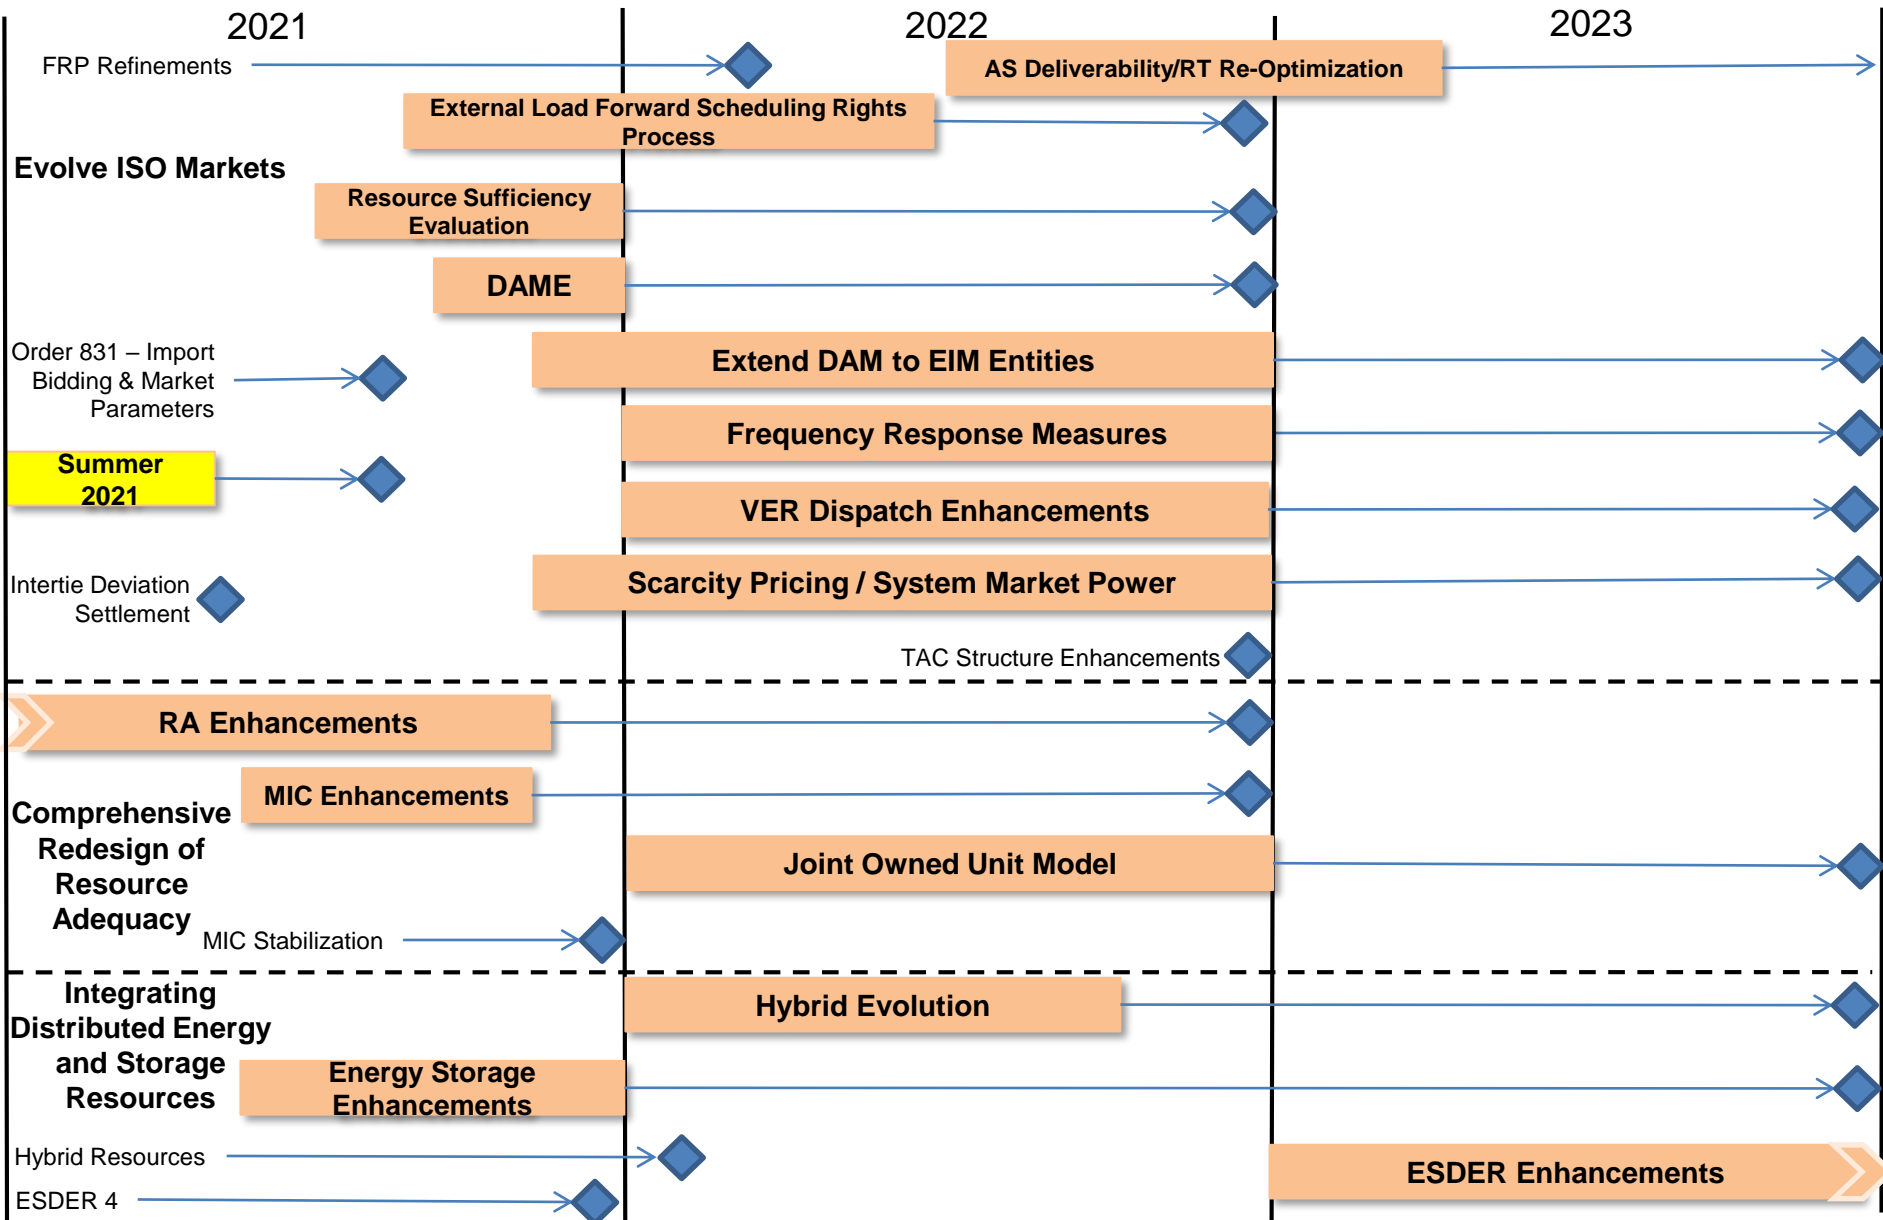 2021
2022
2023
FRP Refinements
AS Deliverability/RT Re-Optimization
External Load Forward Scheduling Rights
Process
Evolve ISO Markets
Resource Sufficiency
Evaluation
DAME
Order 831 – Import
Bidding & Market
Parameters
Extend DAM to EIM Entities
Frequency Response Measures
Summer
2021
VER Dispatch Enhancements
Intertie Deviation
Settlement
Scarcity Pricing / System Market Power
TAC Structure Enhancements
RA Enhancements
MIC Enhancements
Comprehensive
Redesign of
Resource
Adequacy
Joint Owned Unit Model
MIC Stabilization
Integrating
Distributed Energy
and Storage
Resources
Hybrid Evolution
Energy Storage
Enhancements
Hybrid Resources
ESDER Enhancements
ESDER 4